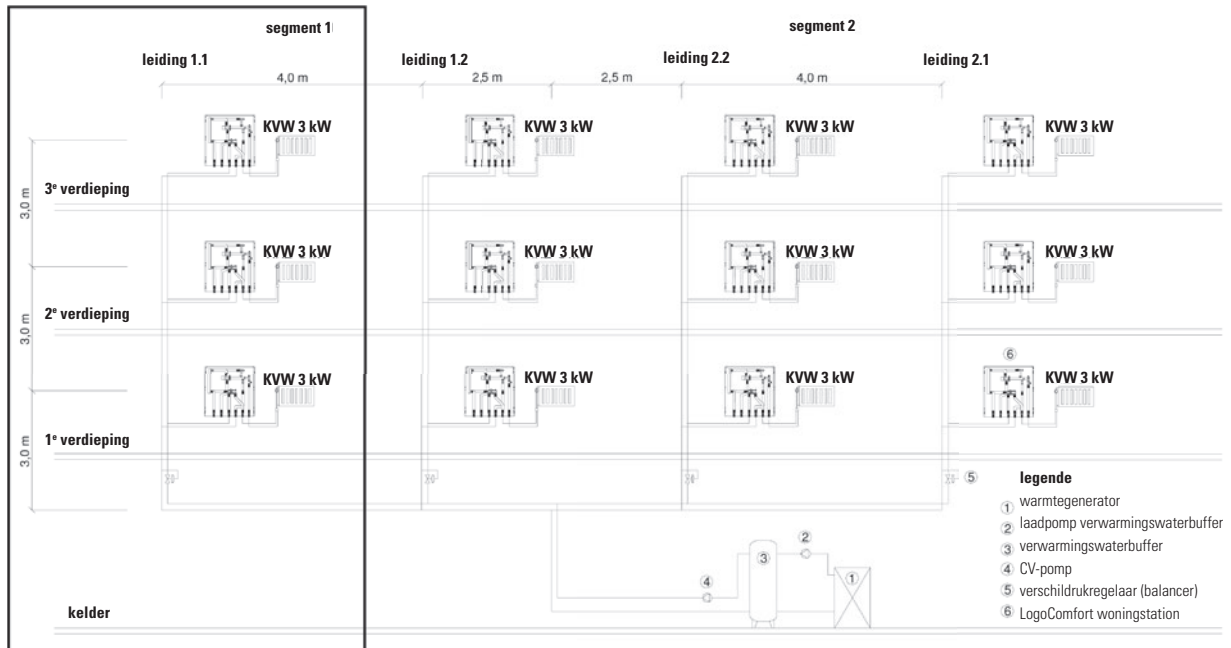 segment 1
segment 2
leiding 1.1
leiding 1.2
leiding 2.2
leiding 2.1
4,0 m
2,5 m
2,5 m
4,0 m
KVW 3 kW
KVW 3 kW
KVW 3 kW
KVW 3 kW
3e verdieping
3,0 m
KVW 3 kW
KVW 3 kW
KVW 3 kW
KVW 3 kW
2e verdieping
3,0 m
6
KVW 3 kW
KVW 3 kW
KVW 3 kW
KVW 3 kW
1e verdieping
3,0 m
5
legende
1 warmtegenerator
2 laadpomp verwarmingswaterbuffer
3 verwarmingswaterbuffer
4 CV-pomp
5 verschildrukregelaar (balancer)
6 LogoComfort woningstation
2
3
1
4
kelder